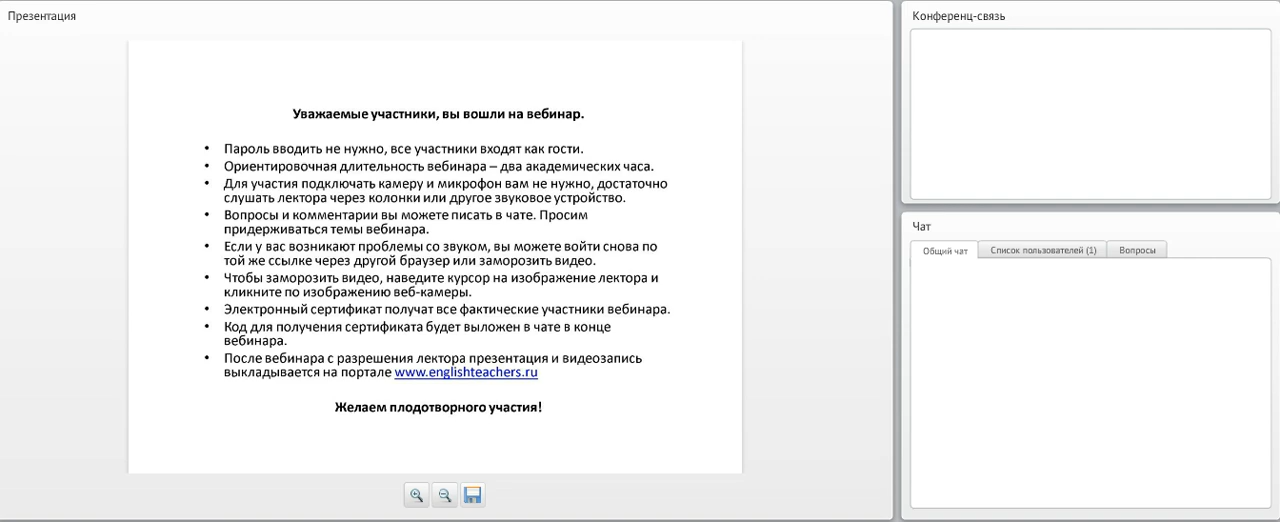 Презентация
Уважаемые участники, вы вошли на вебинар.
• Пароль вводить не нужно, все участники входят как гости.
• Ориентировочная длительность вебинара – два академических часа.
• Для участия подключать камеру и микрофон вам не нужно, достаточно
слушать лектора через колонки или другое звуковое устройство.
• Вопросы и комментарии вы можете писать в чате. Просим
придерживаться темы вебинара.
• Если у вас возникают проблемы со звуком, вы можете войти снова по
той же ссылке через другой браузер или заморозить видео.
• Чтобы заморозить видео, наведите курсор на изображение лектора и
кликните по изображению веб-камеры.
• Электронный сертификат получат все фактические участники вебинара.
• Код для получения сертификата будет выложен в чате в конце
вебинара.
• После вебинара с разрешения лектора презентация и видеозапись
выкладывается на портале www.englishteachers.ru
Желаем плодотворного участия!
Конференц-связь
Чат
Общий чат
Список пользователей (1)
Вопросы